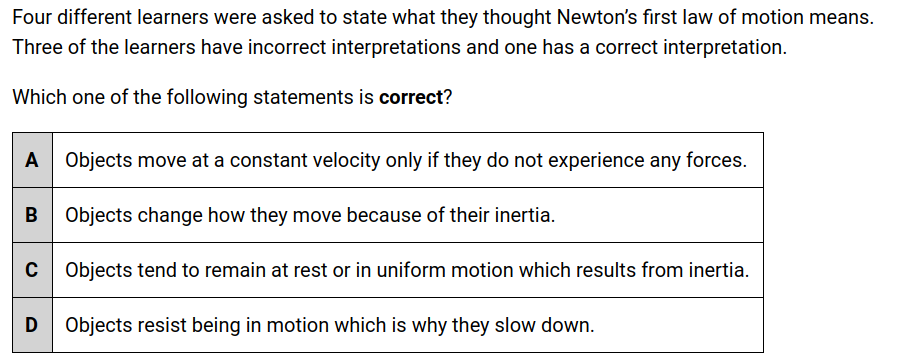 Four different learners were asked to state what they thought Newton’s first law of motion means.
Three of the learners have incorrect interpretations and one has a correct interpretation.
Which one of the following statements is correct?
A Objects move at a constant velocity only if they do not experience any forces.
B Objects change how they move because of their inertia.
C Objects tend to remain at rest or in uniform motion which results from inertia.
D Objects resist being in motion which is why they slow down.